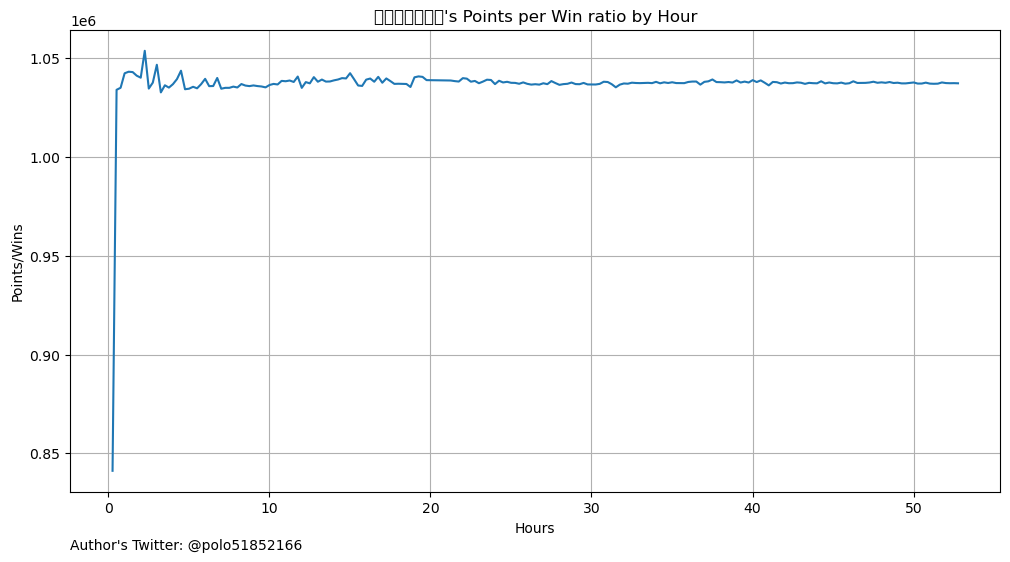 's Points per Win ratio by Hour
1e6
1.05
1.00
0.95
0.90
0.85
Points/Wins
0 10 20 30 40 50
Hours
Author's Twitter: @polo51852166